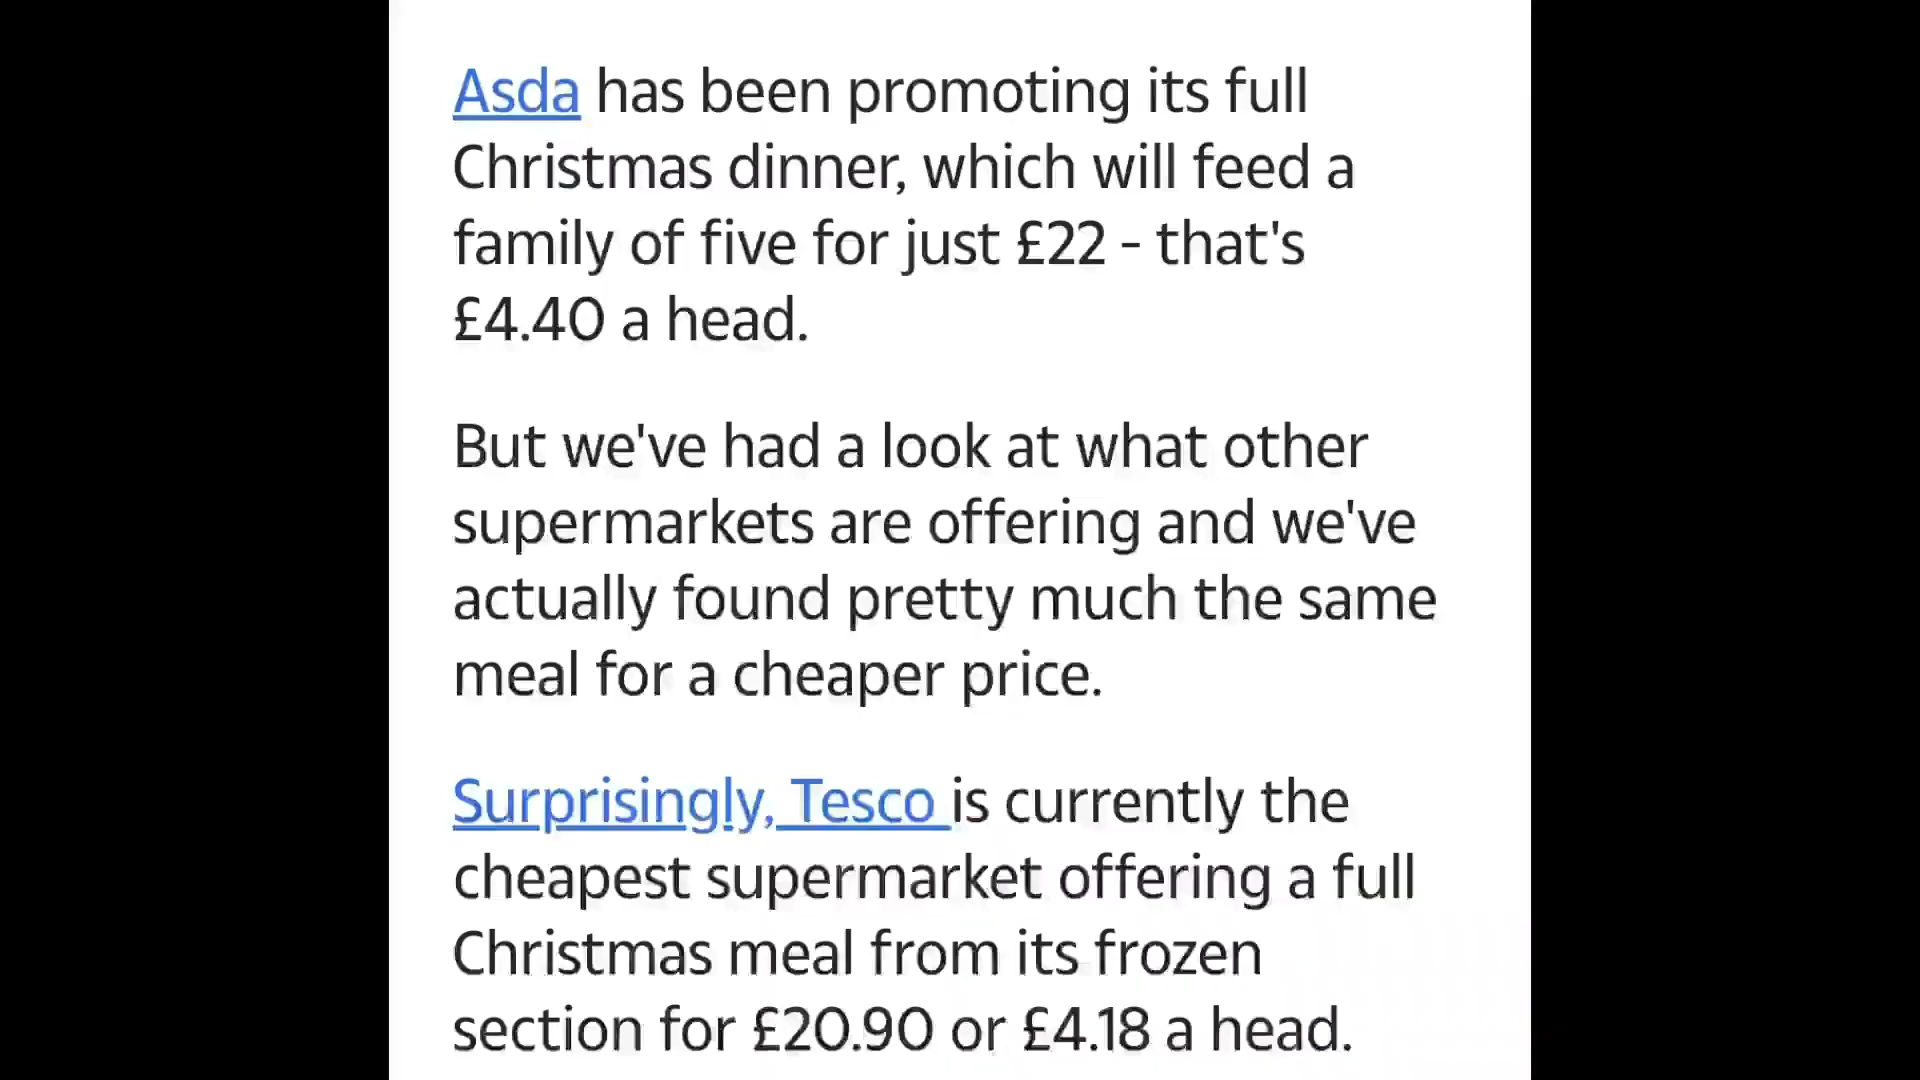 Asda has been promoting its full
Christmas dinner, which will feed a
family of five for just £22 - that's
£4.40 a head.
But we've had a look at what other
supermarkets are offering and we've
actually found pretty much the same
meal for a cheaper price.
Surprisingly, Tesco is currently the
cheapest supermarket offering a full
Christmas meal from its frozen
section for £20.90 or £4.18 a head.